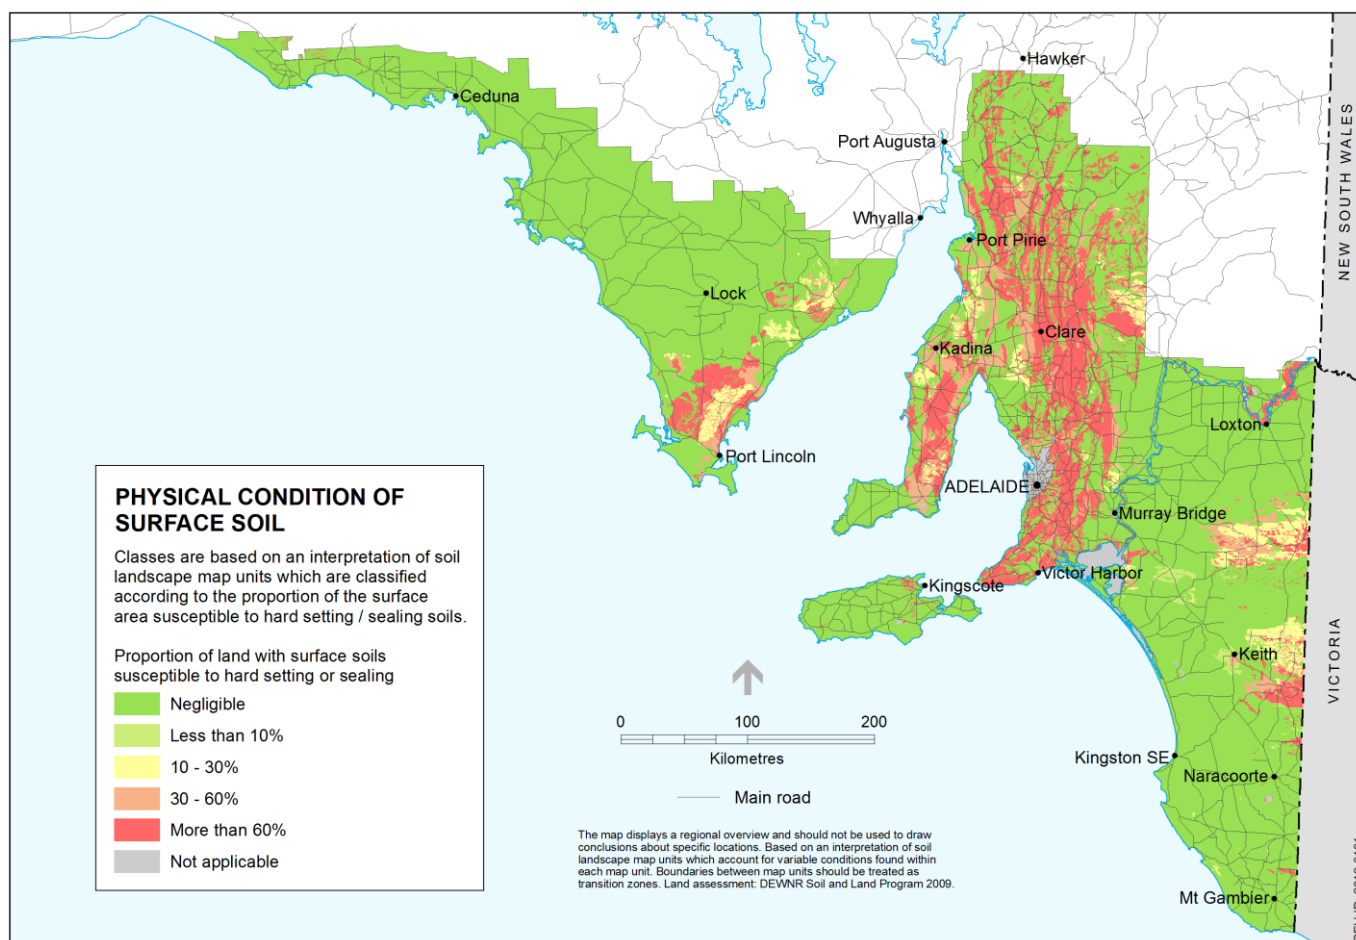 Hawker
Ceduna
Port Augusta
Whyalla
Port Pirie
Lock
Clare
Kadina
Loxton
Port Lincoln
ADELAIDE
Murray Bridge
Victor Harbor
Kingscote
Keith
Kingston SE
Naracoorte
Mt Gambier
NEW SOUTH WALES
VICTORIA
PHYSICAL CONDITION OF
SURFACE SOIL
Classes are based on an interpretation of soil
landscape map units which are classified
according to the proportion of the surface
area susceptible to hard setting / sealing soils.
Proportion of land with surface soils
susceptible to hard setting or sealing
Negligible
Less than 10%
10 - 30%
30 - 60%
More than 60%
Not applicable
0 100 200
Kilometres
Main road
The map displays a regional overview and should not be used to draw
conclusions about specific locations. Based on an interpretation of soil
landscape map units which account for variable conditions found within
each map unit. Boundaries between map units should be treated as
transition zones. Land assessment: DEWNR Soil and Land Program 2009.